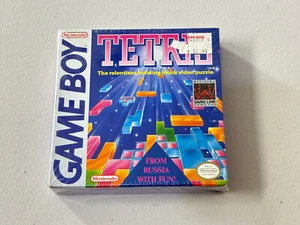 Nintendo
GAME BOY
TETRIS
The relentless building block video puzzle.
GAME LINK
FROM
RUSSIA
WITH FUN!
Nintendo